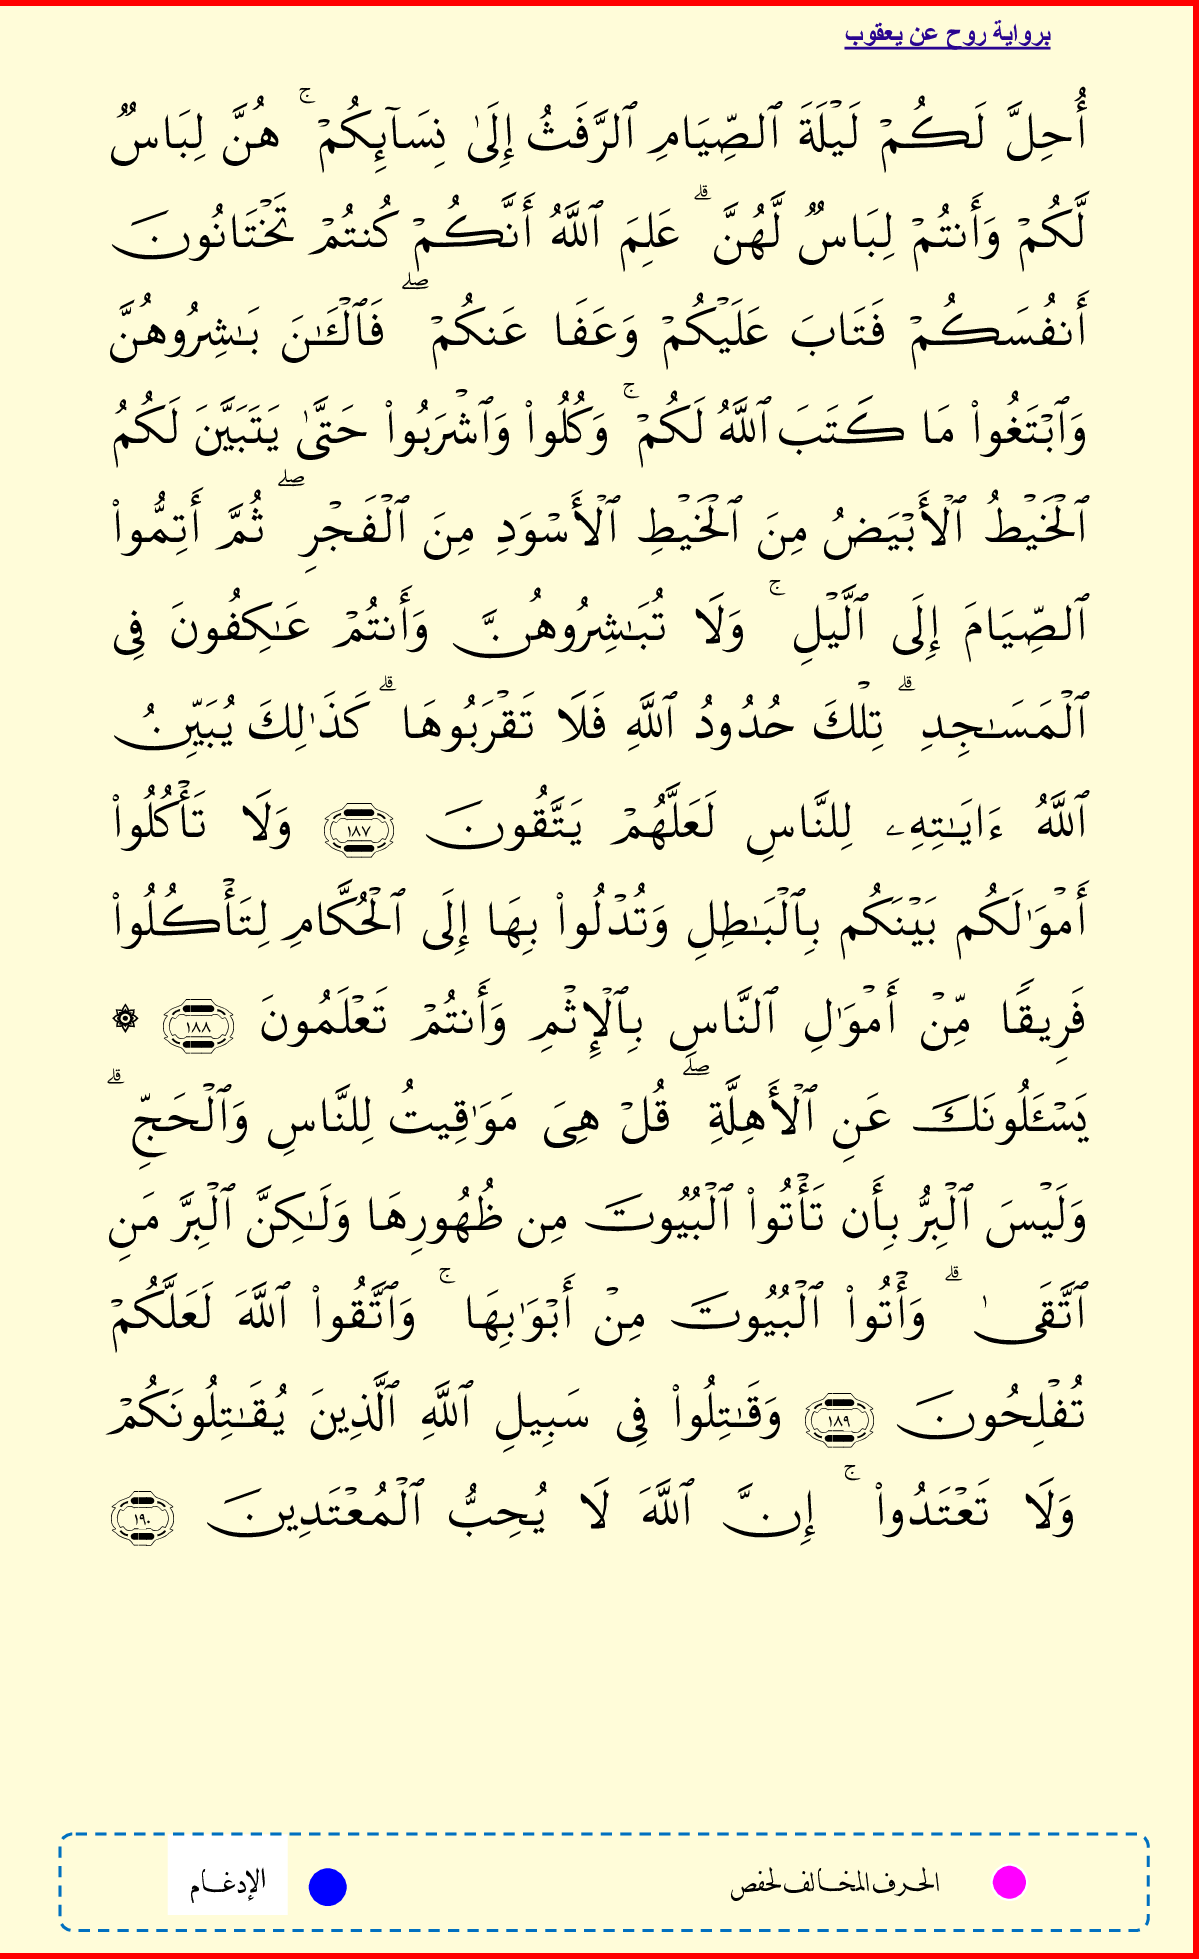 برواية روح عن يعقوب
أُحِلَّ لَكُمۡ لَيۡلَةَ ٱلصِّيَامِ ٱلرَّفَثُ إِلَىٰ نِسَآئِكُمۡۚ هُنَّ لِبَاسٞ
لَّكُمۡ وَأَنتُمۡ لِبَاسٞ لَّهُنَّۗ عَلِمَ ٱللَّهُ أَنَّكُمۡ كُنتُمۡ تَخۡتَانُونَ
أَنفُسَكُمۡ فَتَابَ عَلَيۡكُمۡ وَعَفَا عَنكُمۡۖ فَٱلۡـَٰٔنَ بَٰشِرُوهُنَّ
وَٱبۡتَغُواْ مَا كَتَبَ ٱللَّهُ لَكُمۡۚ وَكُلُواْ وَٱشۡرَبُواْ حَتَّىٰ يَتَبَيَّنَ لَكُمُ
ٱلۡخَيۡطُ ٱلۡأَبۡيَضُ مِنَ ٱلۡخَيۡطِ ٱلۡأَسۡوَدِ مِنَ ٱلۡفَجۡرِۖ ثُمَّ أَتِمُّواْ
ٱلصِّيَامَ إِلَى ٱلَّيۡلِۚ وَلَا تُبَٰشِرُوهُنَّ وَأَنتُمۡ عَٰكِفُونَ فِي
ٱلۡمَسَٰجِدِۗ تِلۡكَ حُدُودُ ٱللَّهِ فَلَا تَقۡرَبُوهَاۗ كَذَٰلِكَ يُبَيِّنُ
ٱللَّهُ ءَايَٰتِهِۦ لِلنَّاسِ لَعَلَّهُمۡ يَتَّقُونَ ١٨٧ وَلَا تَأۡكُلُواْ
أَمۡوَٰلَكُم بَيۡنَكُم بِٱلۡبَٰطِلِ وَتُدۡلُواْ بِهَا إِلَى ٱلۡحُكَّامِ لِتَأۡكُلُواْ
فَرِيقٗا مِّنۡ أَمۡوَٰلِ ٱلنَّاسِ بِٱلۡإِثۡمِ وَأَنتُمۡ تَعۡلَمُونَ ١٨٨ ۞
يَسۡـَٔلُونَكَ عَنِ ٱلۡأَهِلَّةِۖ قُلۡ هِيَ مَوَٰقِيتُ لِلنَّاسِ وَٱلۡحَجِّۗ
وَلَيۡسَ ٱلۡبِرُّ بِأَن تَأۡتُواْ ٱلۡبُيُوتَ مِن ظُهُورِهَا وَلَٰكِنَّ ٱلۡبِرَّ مَنِ
ٱتَّقَىٰۗ وَأۡتُواْ ٱلۡبُيُوتَ مِنۡ أَبۡوَٰبِهَاۚ وَٱتَّقُواْ ٱللَّهَ لَعَلَّكُمۡ
تُفۡلِحُونَ ١٨٩ وَقَٰتِلُواْ فِي سَبِيلِ ٱللَّهِ ٱلَّذِينَ يُقَٰتِلُونَكُمۡ
وَلَا تَعۡتَدُوٓاْۚ إِنَّ ٱللَّهَ لَا يُحِبُّ ٱلۡمُعۡتَدِينَ ١٩٠
الحرف المخالف لحفص
الإدغام